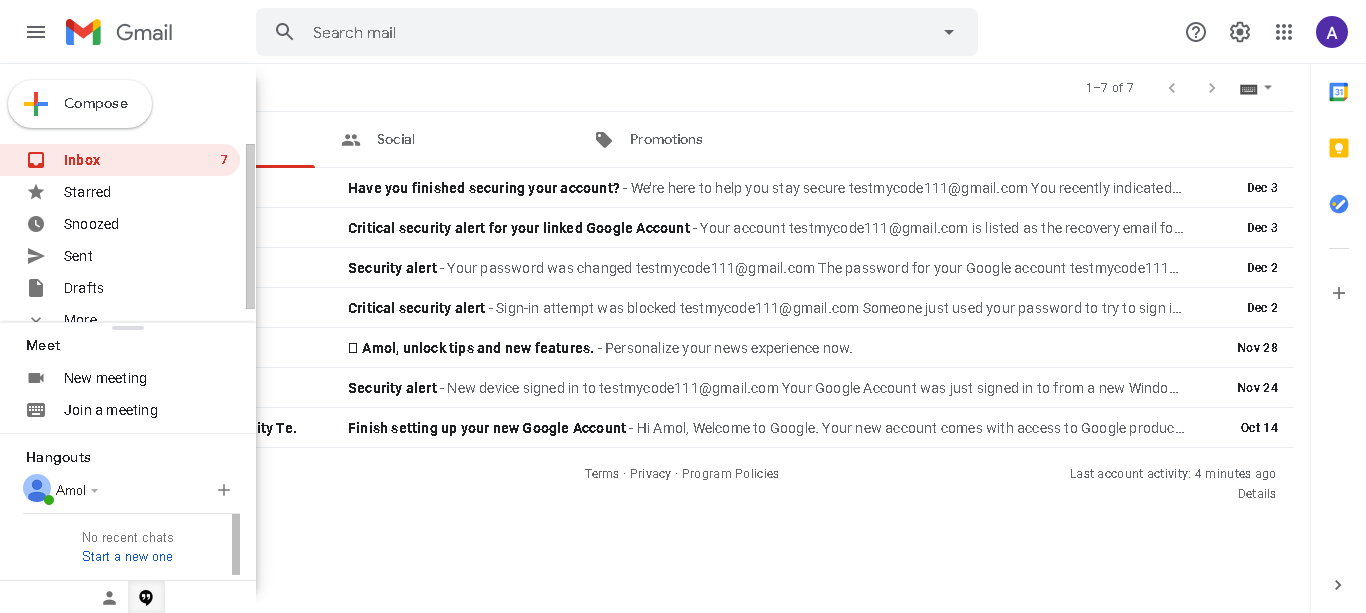 Gmail
Search mail
A
Compose
1–7 of 7
31
Social
Promotions
Inbox 7
Starred
Snoozed
Sent
Drafts
More
Have you finished securing your account? - We're here to help you stay secure testmycode111@gmail.com You recently indicated… Dec 3
Critical security alert for your linked Google Account - Your account testmycode111@gmail.com is listed as the recovery email fo… Dec 3
Security alert - Your password was changed testmycode111@gmail.com The password for your Google account testmycode111… Dec 2
Critical security alert - Sign-in attempt was blocked testmycode111@gmail.com Someone just used your password to try to sign i… Dec 2
Amol, unlock tips and new features. - Personalize your news experience now. Nov 28
Security alert - New device signed in to testmycode111@gmail.com Your Google Account was just signed in to from a new Windo… Nov 24
ity Te. Finish setting up your new Google Account - Hi Amol, Welcome to Google. Your new account comes with access to Google produc… Oct 14
Meet
New meeting
Join a meeting
Hangouts
Amol
No recent chats
Start a new one
Terms · Privacy · Program Policies
Last account activity: 4 minutes ago
Details